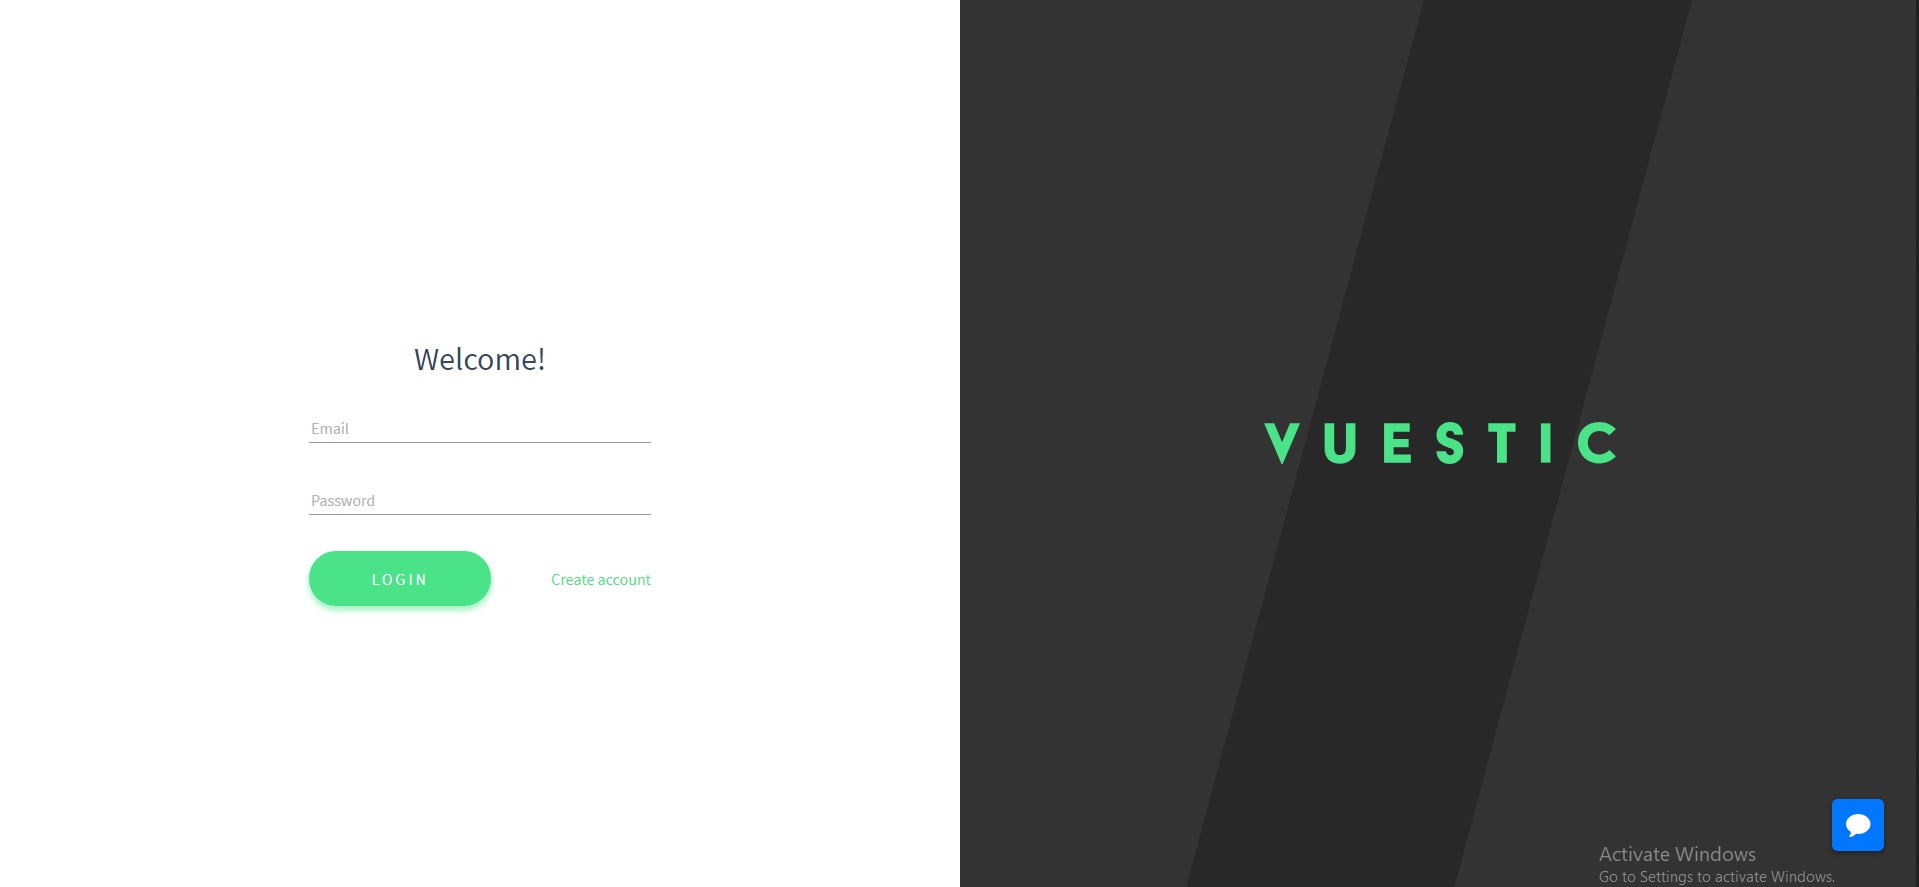 Welcome!
Email
Password
LOGIN
Create account
VUESTIC
Activate Windows
Go to Settings to activate Windows.